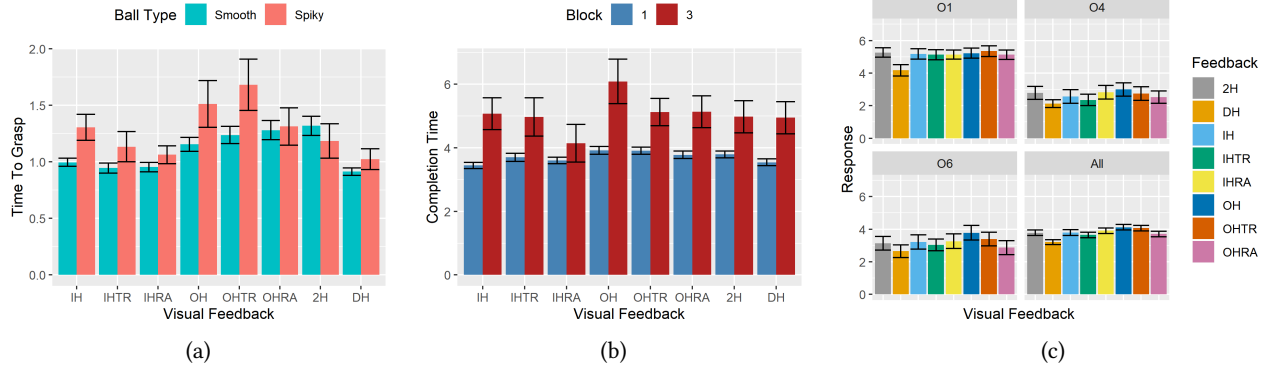 Ball Type Smooth Spiky
Time To Grasp
2.0
1.5
1.0
0.5
0.0
IH IHTR IHRA OH OHTR OHRA 2H DH
Visual Feedback
(a)
Block 1 3
Completion Time
6
4
2
0
IH IHTR IHRA OH OHTR OHRA 2H DH
Visual Feedback
(b)
Response
O1 O4
6
4
2
0
O6 All
6
4
2
0
Visual Feedback
(c)
Feedback
2H
DH
IH
IHTR
IHRA
OH
OHTR
OHRA